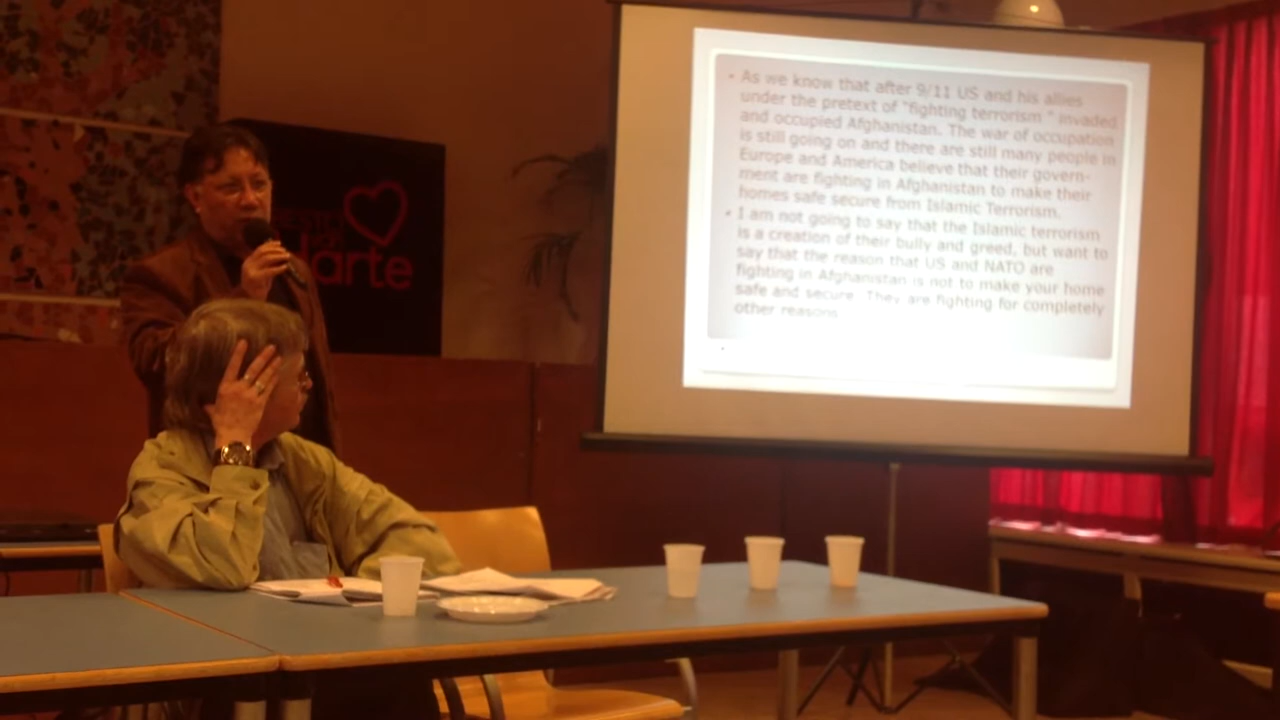 • As we know that after 9/11 US and his allies
under the pretext of "fighting terrorism " invaded
and occupied Afghanistan. The war of occupation
is still going on and there are still many people in
Europe and America believe that their govern-
ment are fighting in Afghanistan to make their
homes safe secure from Islamic Terrorism.
• I am not going to say that the Islamic terrorism
is a creation of their bully and greed, but want to
say that the reason that US and NATO are
fighting in Afghanistan is not to make your home
safe and secure. They are fighting for completely
other reasons
arte